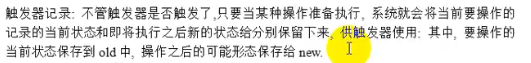 触发器记录: 不管触发器是否触发了,只要当某种操作准备执行, 系统就会将当前要操作的
记录的当前状态和即将执行之后新的状态给分别保留下来, 供触发器使用: 其中, 要操作的
当前状态保存到 old 中, 操作之后的可能形态保存给 new.